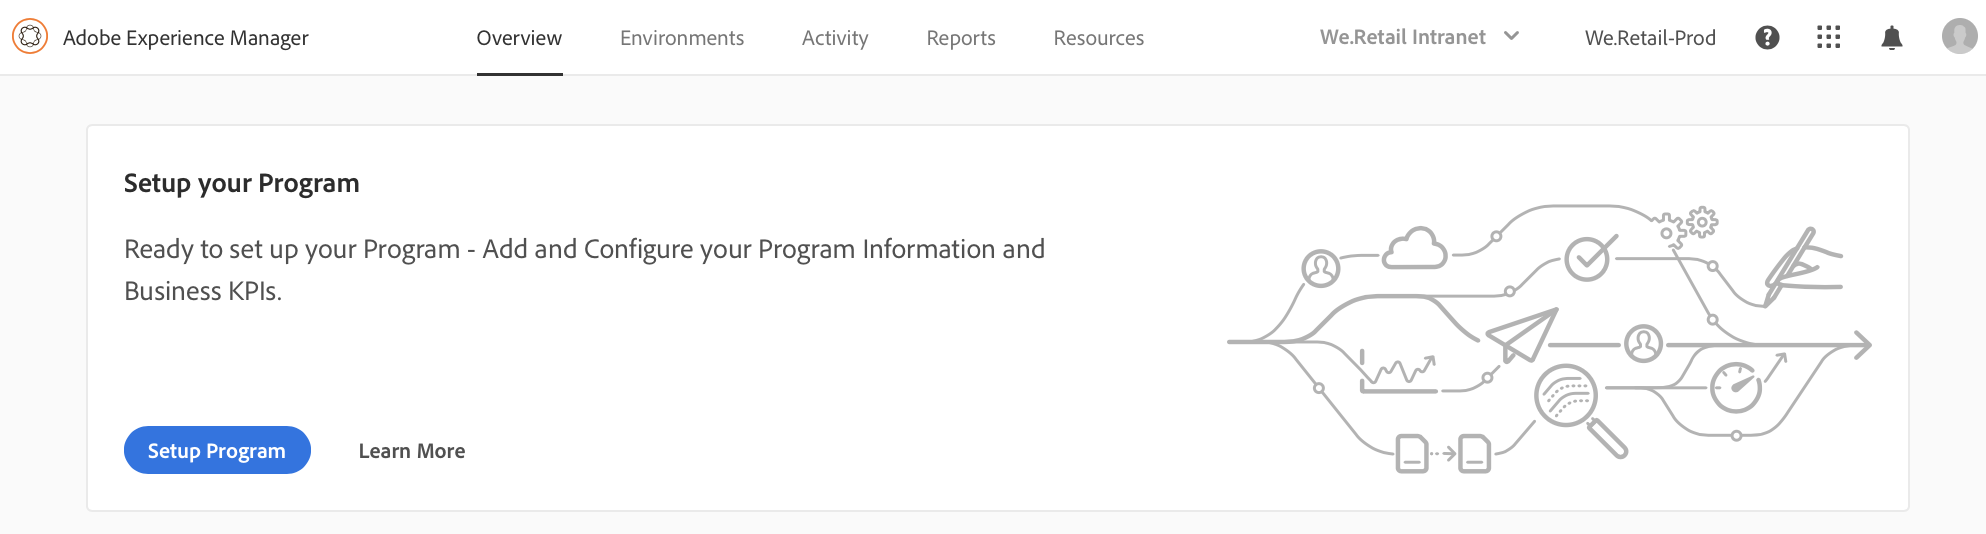 Adobe Experience Manager
Overview
Environments
Activity
Reports
Resources
We.Retail Intranet
We.Retail-Prod
Setup your Program
Ready to set up your Program - Add and Configure your Program Information and
Business KPIs.
Setup Program
Learn More